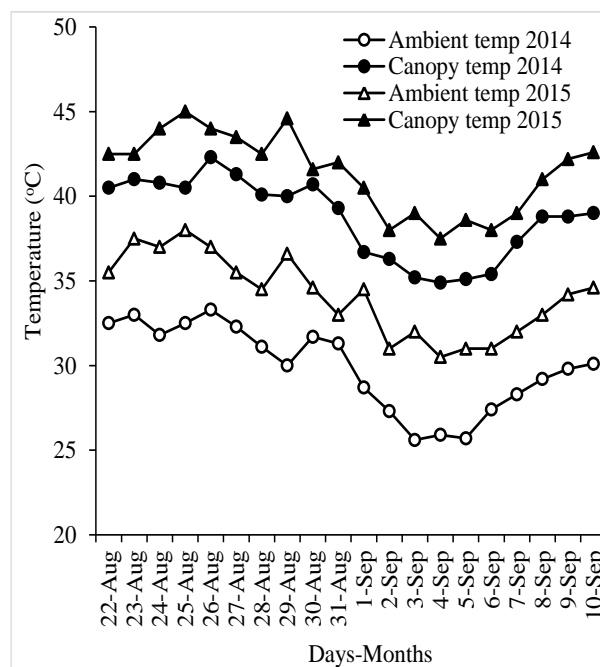 50
45
40
35
30
25
20
Temperature (ºC)
Ambient temp 2014
Canopy temp 2014
Ambient temp 2015
Canopy temp 2015
22-Aug
23-Aug
24-Aug
25-Aug
26-Aug
27-Aug
28-Aug
29-Aug
30-Aug
31-Aug
1-Sep
2-Sep
3-Sep
4-Sep
5-Sep
6-Sep
7-Sep
8-Sep
9-Sep
10-Sep
Days-Months